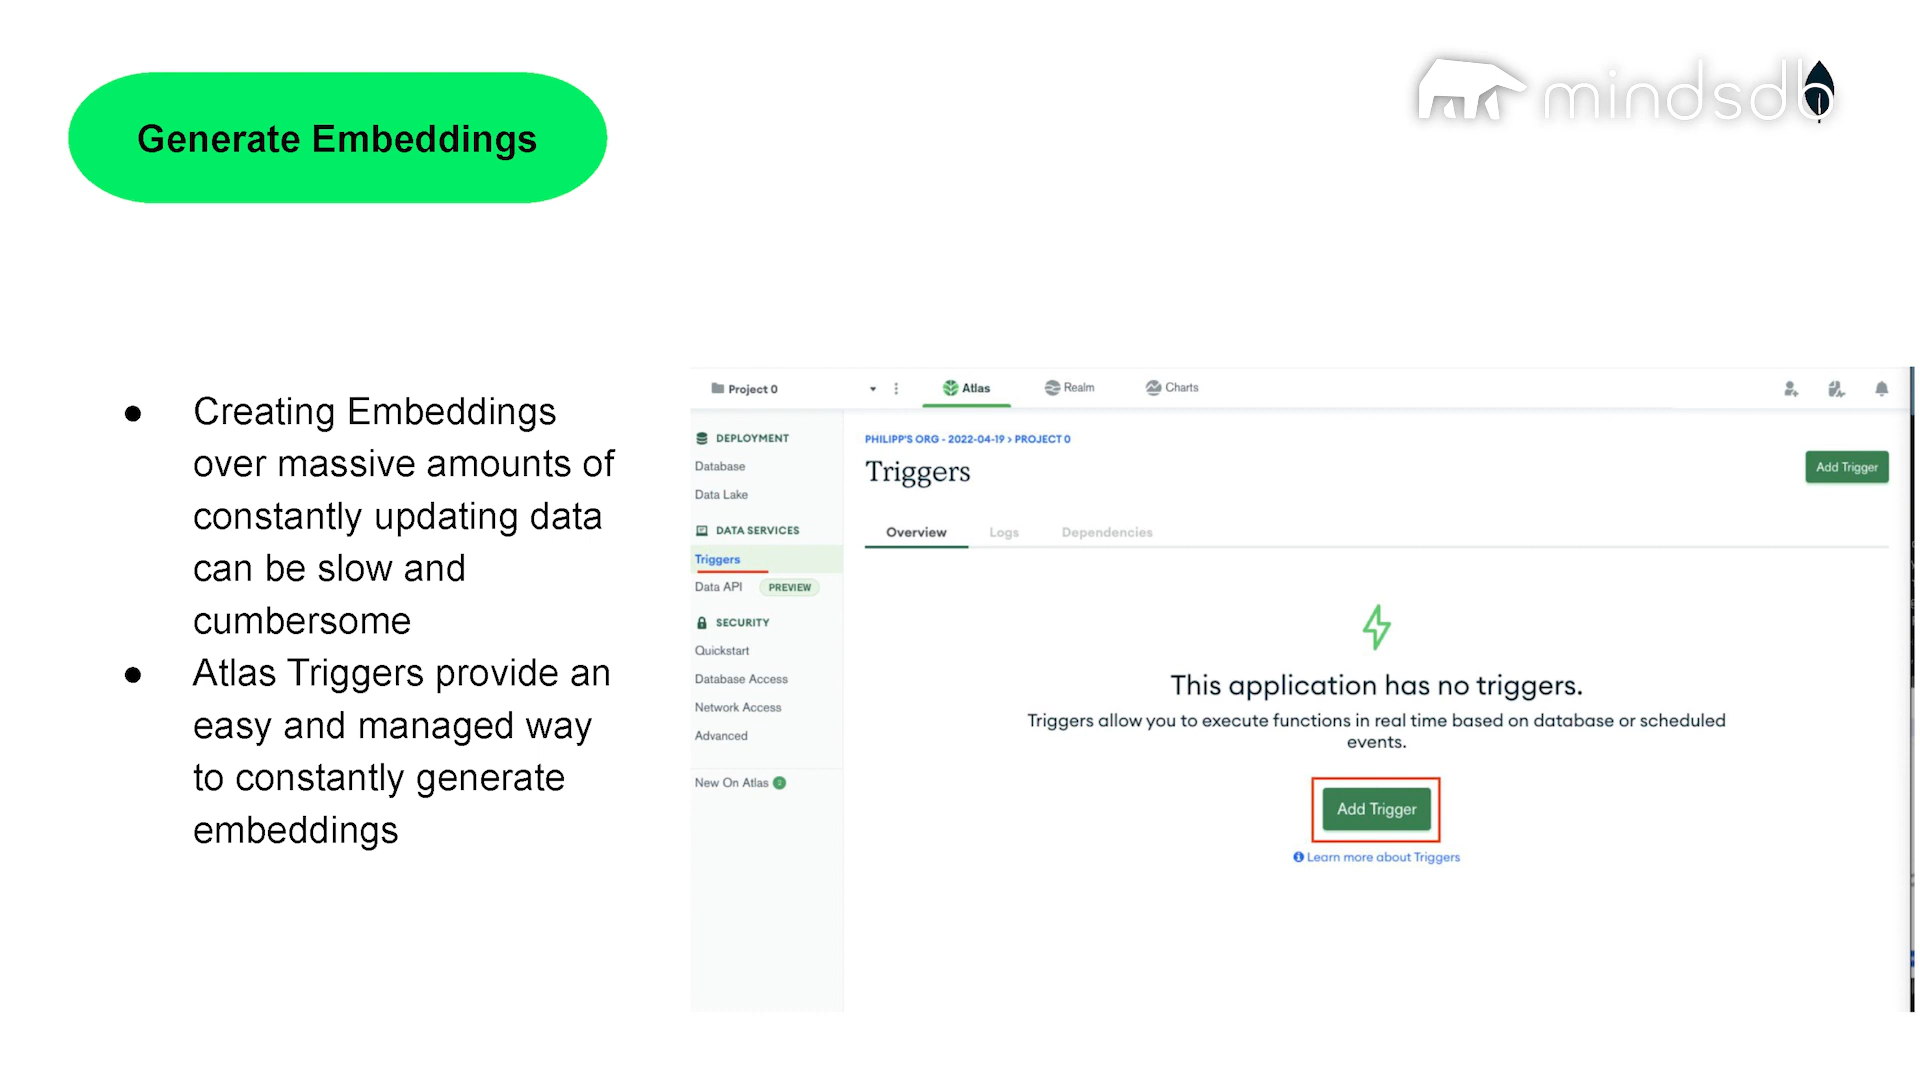 Generate Embeddings
mindsdb
● Creating Embeddings
over massive amounts of
constantly updating data
can be slow and
cumbersome
● Atlas Triggers provide an
easy and managed way
to constantly generate
embeddings
Project 0
Atlas
Realm
Charts
DEPLOYMENT
Database
Data Lake
DATA SERVICES
Triggers
Data API PREVIEW
SECURITY
Quickstart
Database Access
Network Access
Advanced
New On Atlas
PHILIPP'S ORG - 2022-04-19 > PROJECT 0
Triggers
Add Trigger
Overview
Logs
Dependencies
This application has no triggers.
Triggers allow you to execute functions in real time based on database or scheduled
events.
Add Trigger
Learn more about Triggers